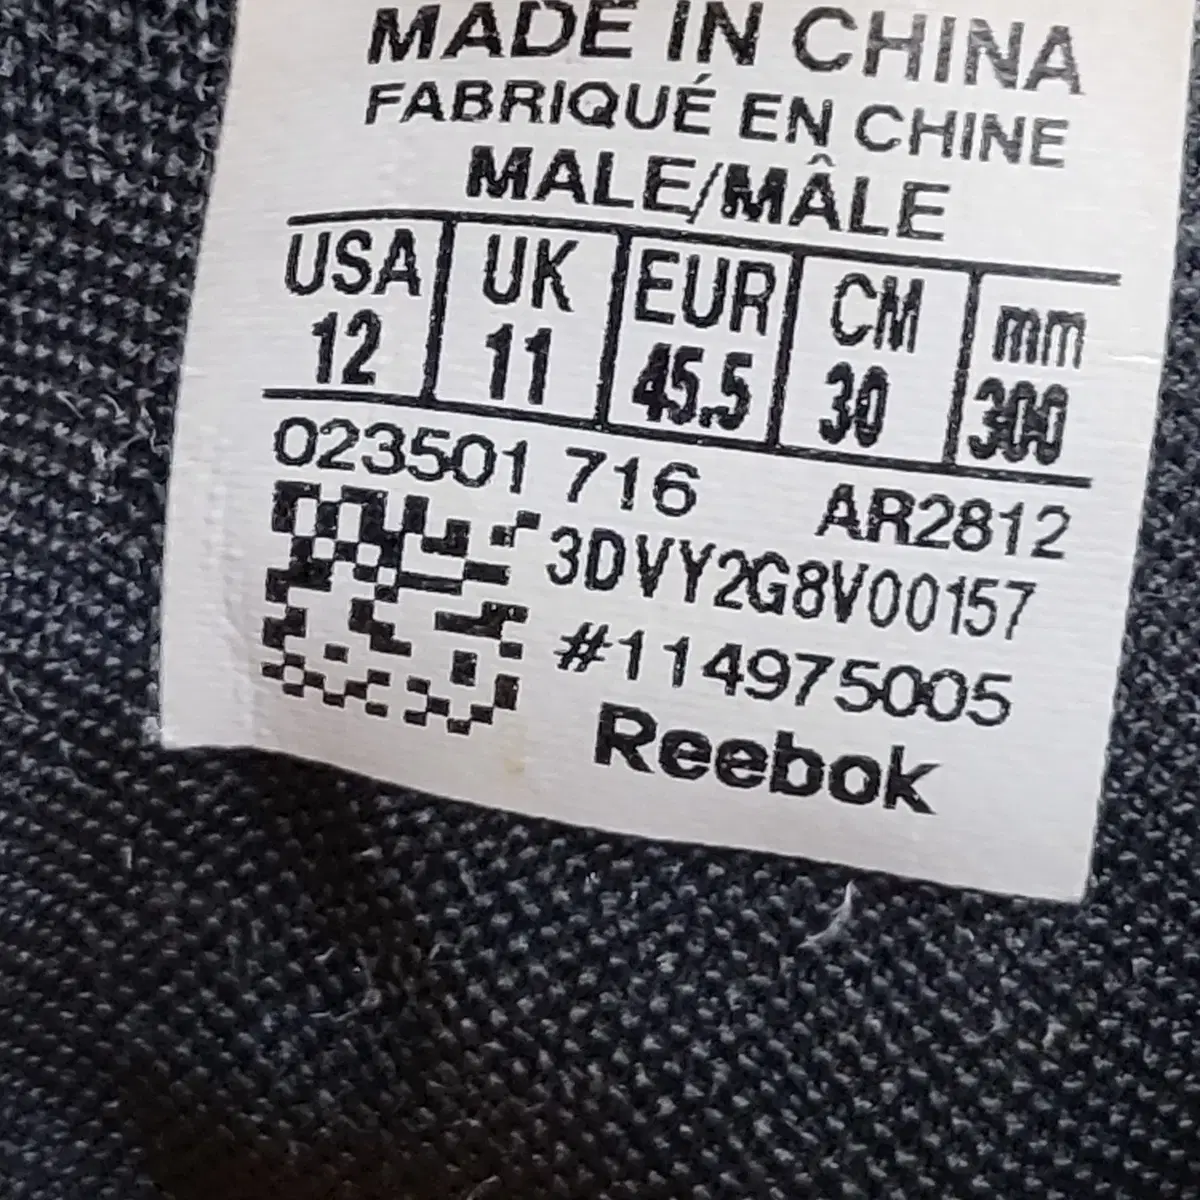 MADE IN CHINA
FABRIQUÉ EN CHINE
MALE/MÂLE
USA UK EUR CM mm
12 11 45.5 30 300
023501 716 AR2812
3DVY2G8V00157
#114975005
Reebok